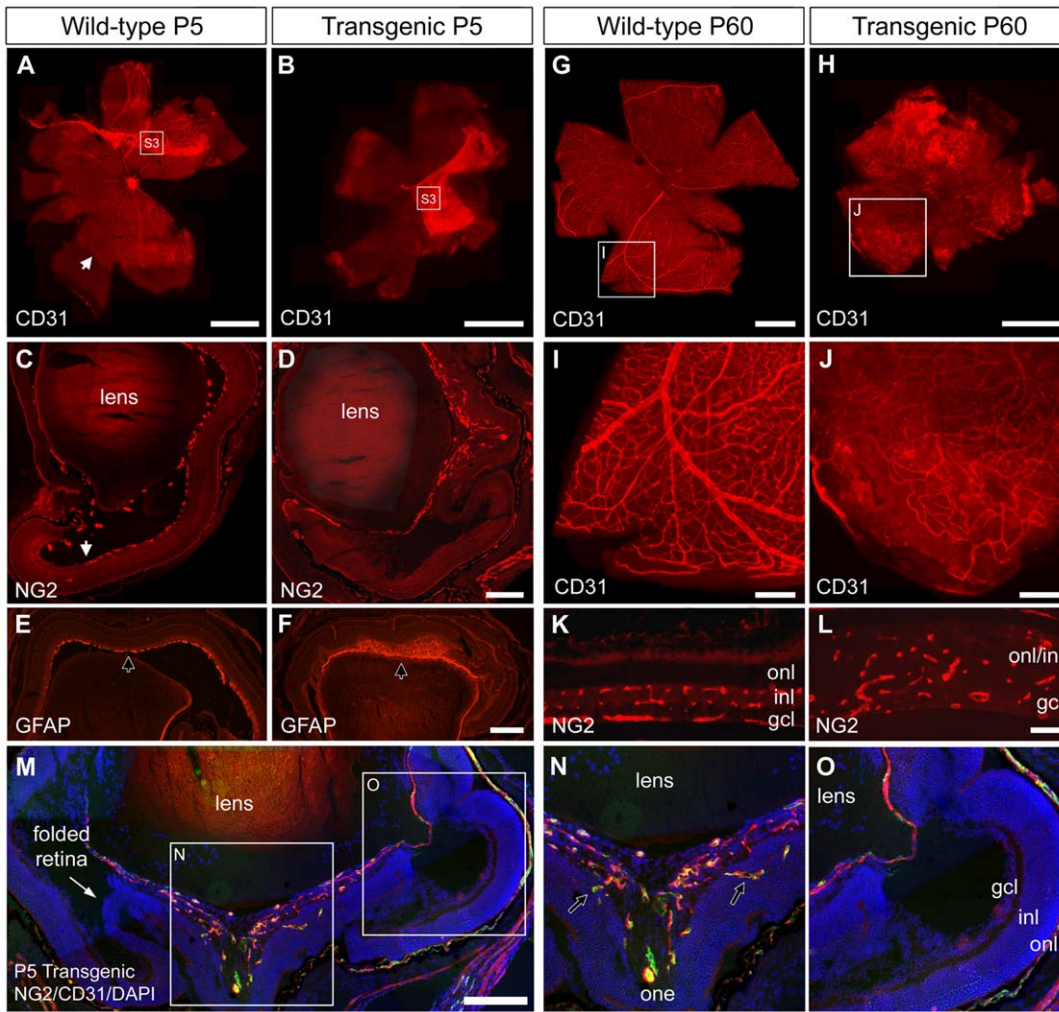 Wild-type P5
Transgenic P5
Wild-type P60
Transgenic P60
A
S3
CD31
B
S3
CD31
G
I
CD31
H
J
CD31
C
lens
NG2
D
lens
NG2
I
CD31
J
CD31
E
GFAP
F
GFAP
K
onl
inl
gcl
NG2
L
onl/in
gc
NG2
M
lens
O
folded
retina
N
P5 Transgenic
NG2/CD31/DAPI
N
lens
one
O
lens
gcl
inl
onl